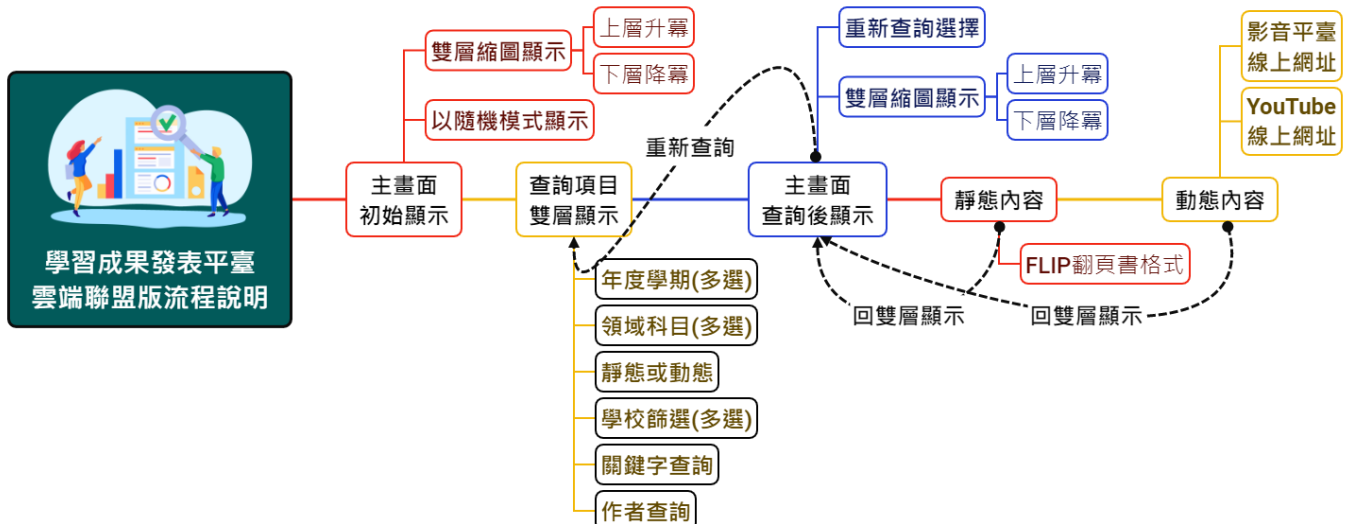 學習成果發表平臺
雲端聯盟版流程說明
主畫面
初始顯示
雙層縮圖顯示
上層升冪
下層降冪
以隨機模式顯示
查詢項目
雙層顯示
年度學期(多選)
領域科目(多選)
靜態或動態
學校篩選(多選)
關鍵字查詢
作者查詢
重新查詢
主畫面
查詢後顯示
重新查詢選擇
雙層縮圖顯示
上層升冪
下層降冪
靜態內容
FLIP翻頁書格式
回雙層顯示
動態內容
影音平臺
線上網址
YouTube
線上網址
回雙層顯示